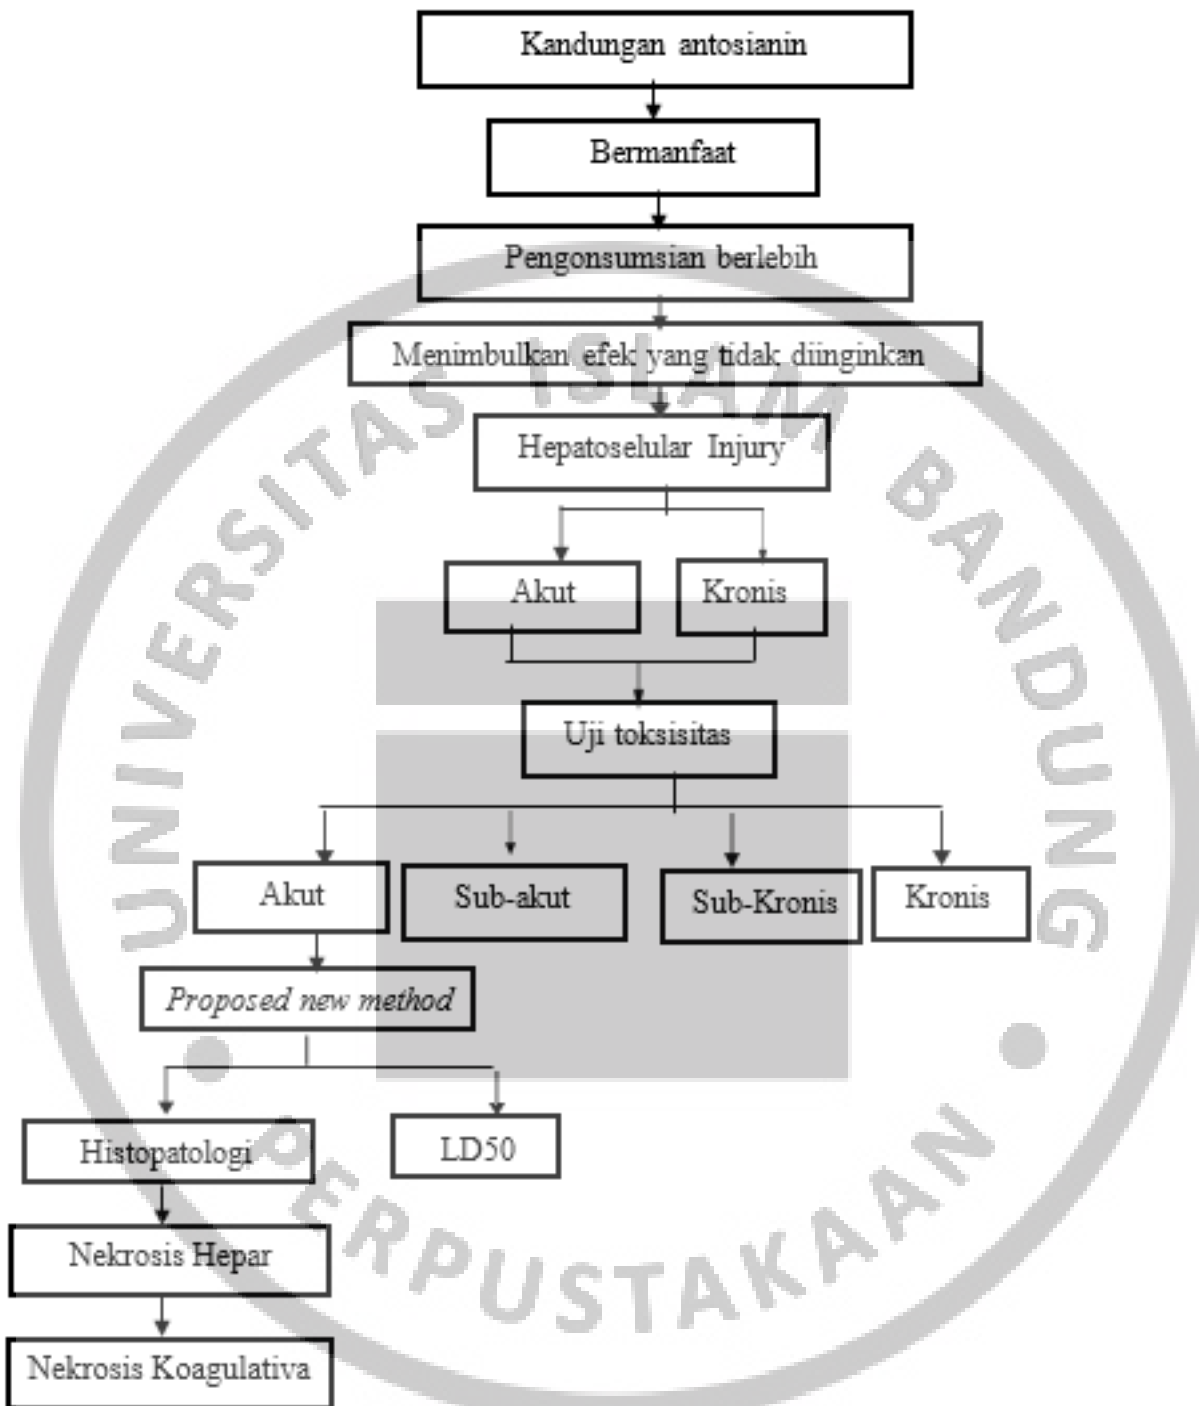 Kandungan antosianin
Bermanfaat
Pengonsumsian berlebih
Menimbulkan efek yang tidak diinginkan
Hepatoselular Injury
Akut
Kronis
Uji toksisitas
Akut
Sub-akut
Sub-Kronis
Kronis
Proposed new method
Histopatologi
LD50
Nekrosis Hepar
Nekrosis Koagulativa
UNIVERSITAS ISLAM BANDUNG
PERPUSTAKAAN